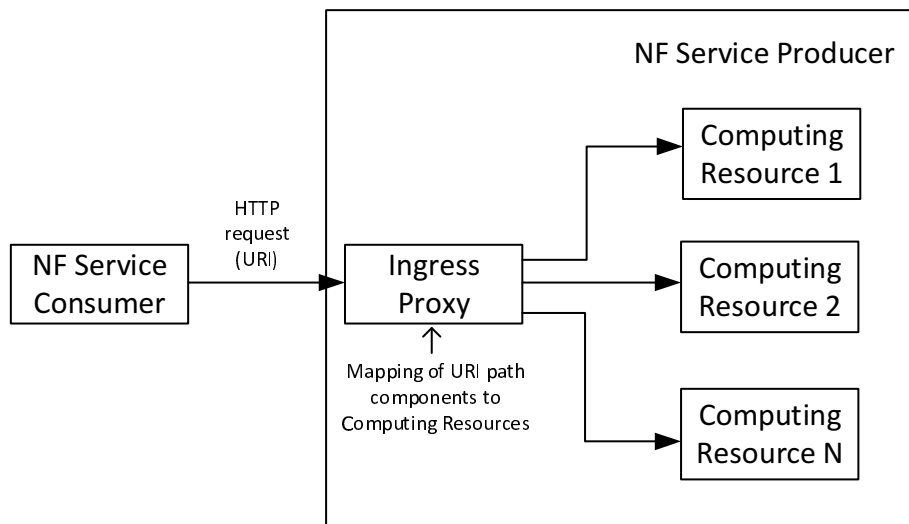 NF Service Producer
Computing
Resource 1
HTTP
request
(URI)
NF Service
Consumer
Ingress
Proxy
Computing
Resource 2
Mapping of URI path
components to
Computing Resources
Computing
Resource N